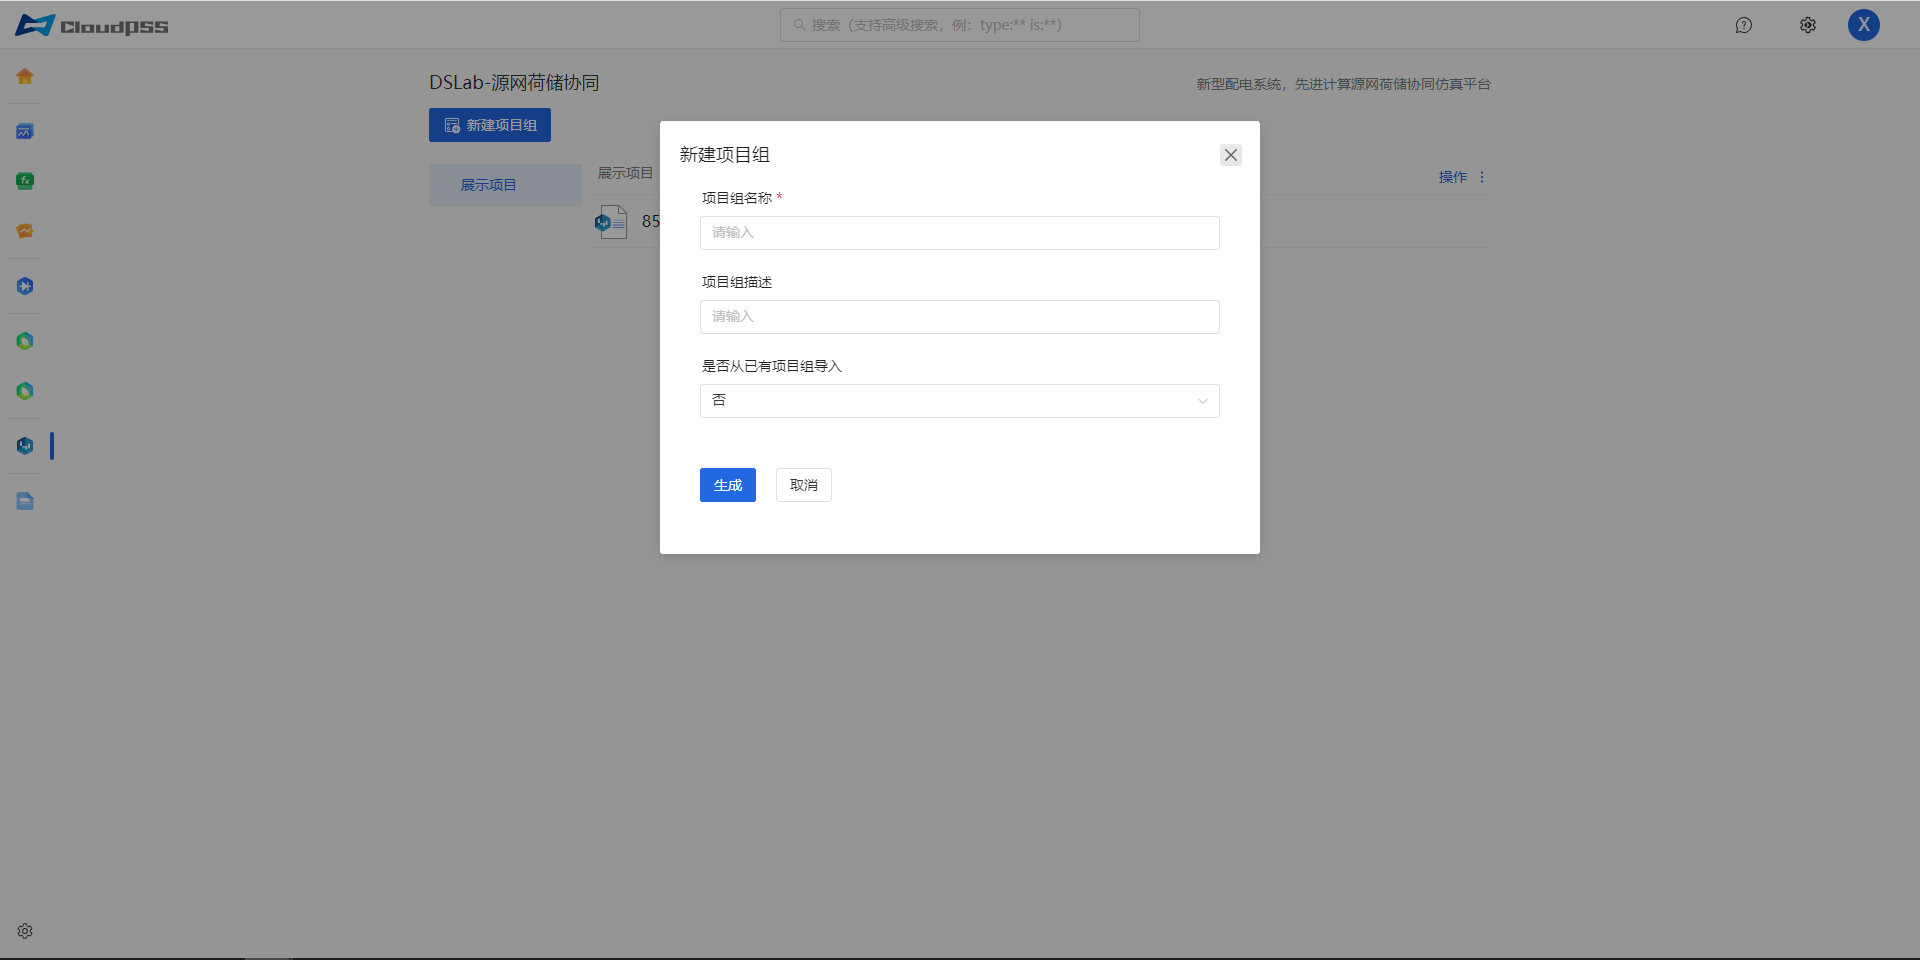 CloudPSS
搜索（支持高级搜索，例：type:** is:**）
X
DSLab-源网荷储协同
新型配电系统，先进计算源网荷储协同仿真平台
新建项目组
展示项目
展示项目
操作
85
新建项目组
项目组名称 *
请输入
项目组描述
请输入
是否从已有项目组导入
否
生成
取消